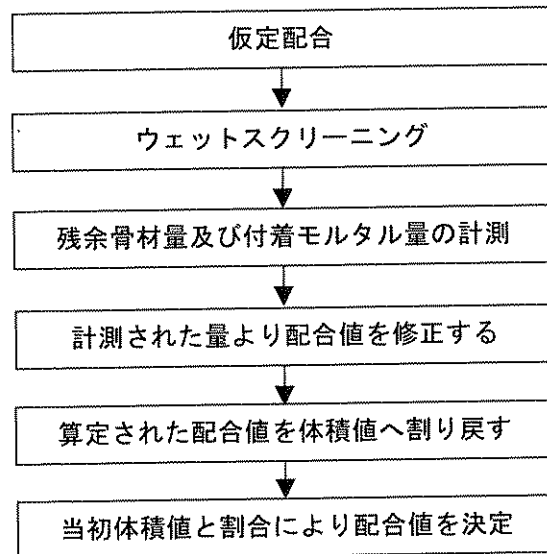 仮定配合
ウェットスクリーニング
残余骨材量及び付着モルタル量の計測
計測された量より配合値を修正する
算定された配合値を体積値へ割り戻す
当初体積値と割合により配合値を決定